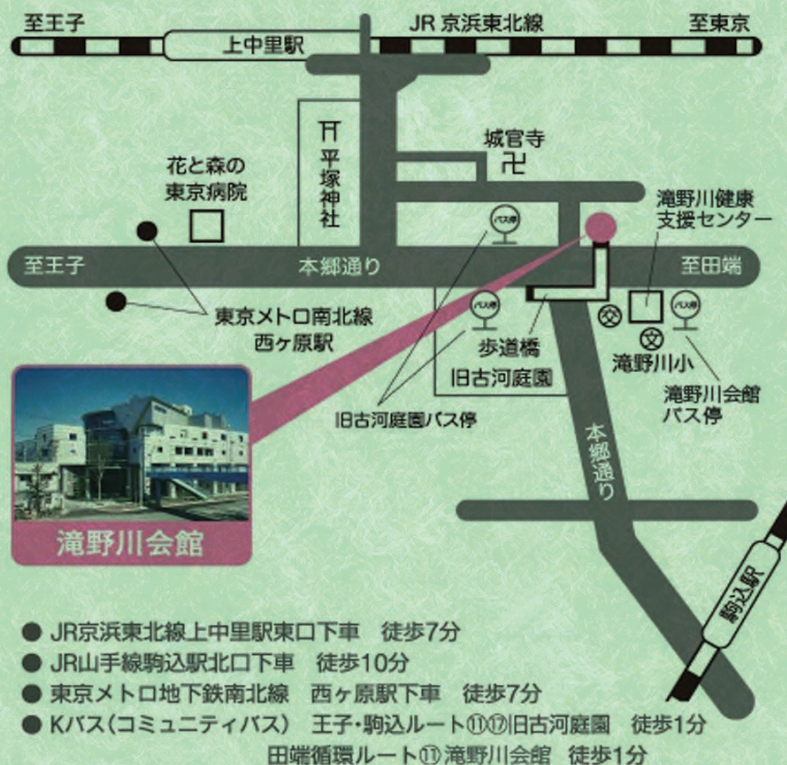 至王子
JR 京浜東北線
至東京
上中里駅
城官寺
平塚神社
花と森の
東京病院
滝野川健康
支援センター
バス停
至王子
本郷通り
至田端
東京メトロ南北線
西ヶ原駅
バス停
歩道橋
交
文
バス停
滝野川小
旧古河庭園
滝野川会館
バス停
旧古河庭園バス停
本郷通り
滝野川会館
駒込駅
● JR京浜東北線上中里駅東口下車 徒歩7分
● JR山手線駒込駅北口下車 徒歩10分
● 東京メトロ地下鉄南北線 西ヶ原駅下車 徒歩7分
● Kバス(コミュニティバス) 王子・駒込ルート⑪⑰旧古河庭園 徒歩1分
田端循環ルート⑪滝野川会館 徒歩1分